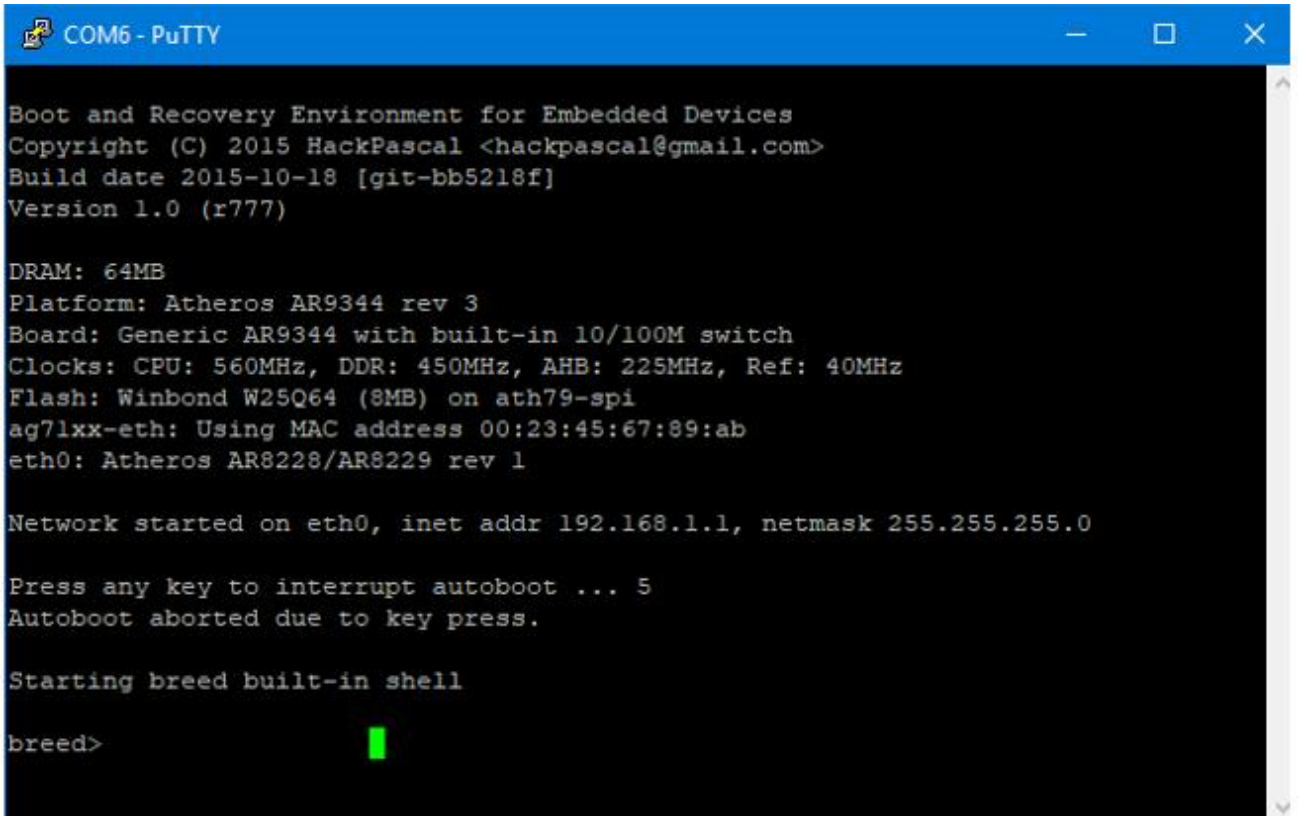 COM6 - PuTTY
Boot and Recovery Environment for Embedded Devices
Copyright (C) 2015 HackPascal <hackpascal@gmail.com>
Build date 2015-10-18 [git-bb5218f]
Version 1.0 (r777)
DRAM: 64MB
Platform: Atheros AR9344 rev 3
Board: Generic AR9344 with built-in 10/100M switch
Clocks: CPU: 560MHz, DDR: 450MHz, AHB: 225MHz, Ref: 40MHz
Flash: Winbond W25Q64 (8MB) on ath79-spi
ag71xx-eth: Using MAC address 00:23:45:67:89:ab
eth0: Atheros AR8228/AR8229 rev 1
Network started on eth0, inet addr 192.168.1.1, netmask 255.255.255.0
Press any key to interrupt autoboot ... 5
Autoboot aborted due to key press.
Starting breed built-in shell
breed>